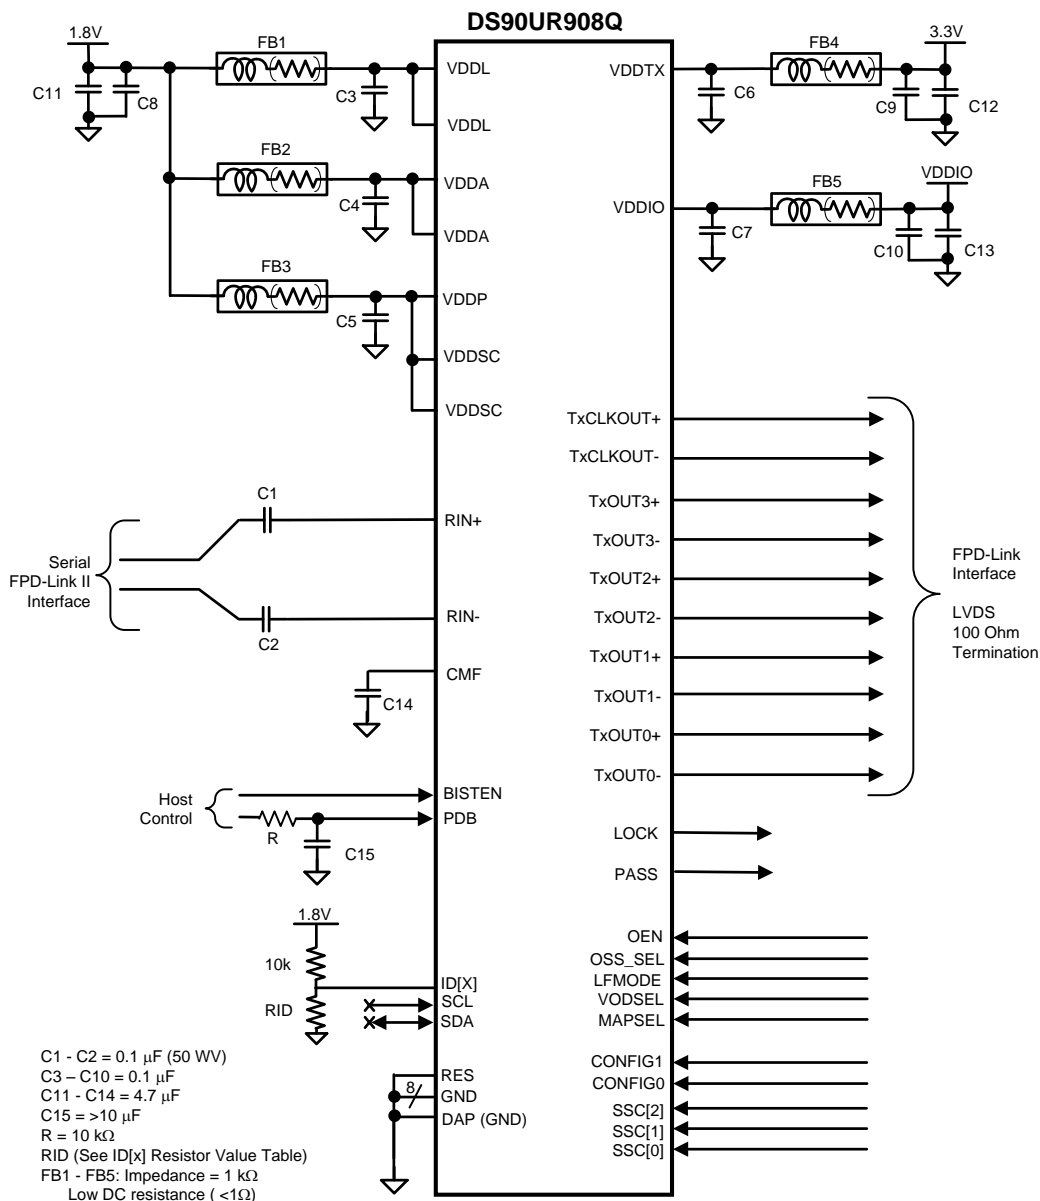 DS90UR908Q
1.8V
FB1
C11
C8
C3
VDDL
VDDL
FB2
C4
VDDA
VDDA
FB3
C5
VDDP
VDDSC
VDDSC
3.3V
FB4
VDDTX
C6
C9
C12
VDDIO
FB5
VDDIO
C7
C10
C13
TxCLKOUT+
TxCLKOUT-
TxOUT3+
TxOUT3-
TxOUT2+
TxOUT2-
TxOUT1+
TxOUT1-
TxOUT0+
TxOUT0-
FPD-Link
Interface
LVDS
100 Ohm
Termination
C1
RIN+
Serial
FPD-Link II
Interface
RIN-
C2
CMF
C14
Host
Control
BISTEN
PDB
R
C15
LOCK
PASS
1.8V
10k
RID
ID[X]
SCL
SDA
OEN
OSS_SEL
LFMODE
VODSEL
MAPSEL
CONFIG1
CONFIG0
SSC[2]
SSC[1]
SSC[0]
RES
8
GND
DAP (GND)
C1 - C2 = 0.1 μF (50 WV)
C3 – C10 = 0.1 μF
C11 - C14 = 4.7 μF
C15 = >10 μF
R = 10 kΩ
RID (See ID[x] Resistor Value Table)
FB1 - FB5: Impedance = 1 kΩ
Low DC resistance ( <1Ω)